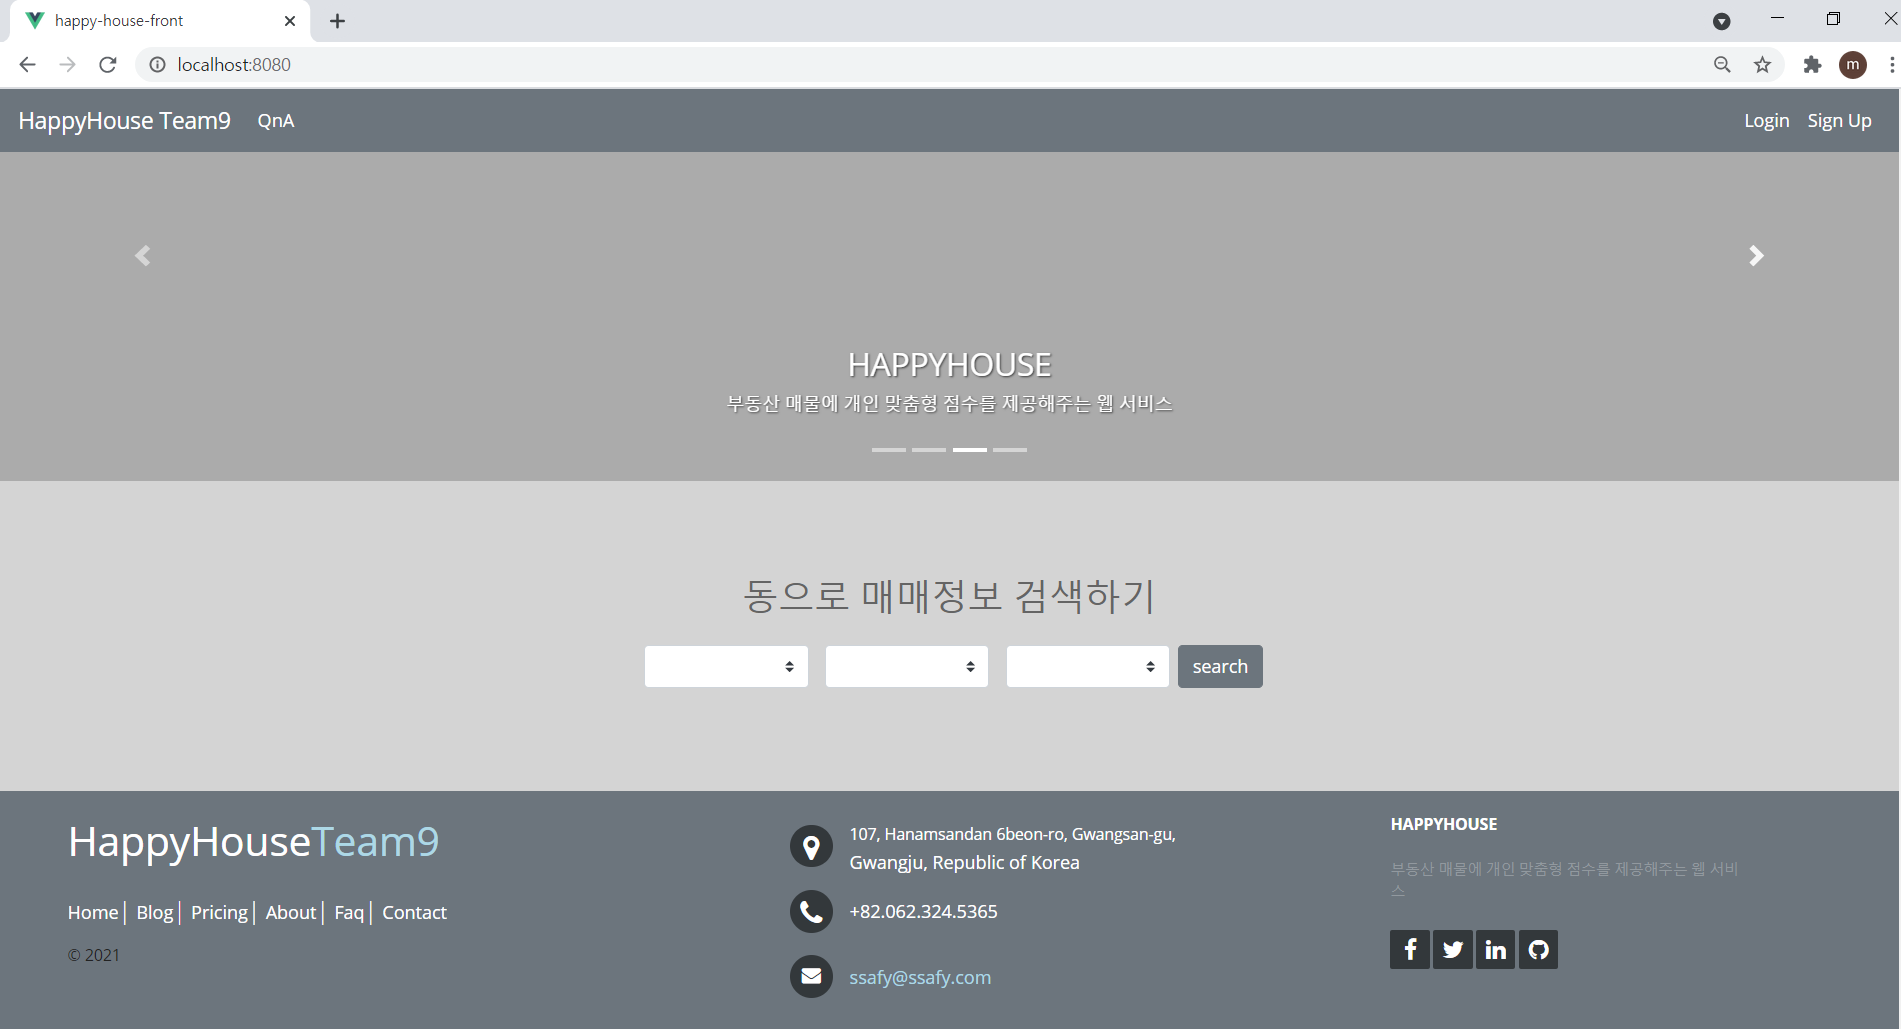 happy-house-front
localhost:8080
m
HappyHouse Team9 QnA Login Sign Up
HAPPYHOUSE
부동산 매물에 개인 맞춤형 점수를 제공해주는 웹 서비스
동으로 매매정보 검색하기
search
HappyHouseTeam9
Home Blog Pricing About Faq Contact
© 2021
107, Hanamsandan 6beon-ro, Gwangsan-gu,
Gwangju, Republic of Korea
+82.062.324.5365
ssafy@ssafy.com
HAPPYHOUSE
부동산 매물에 개인 맞춤형 점수를 제공해주는 웹 서비
스